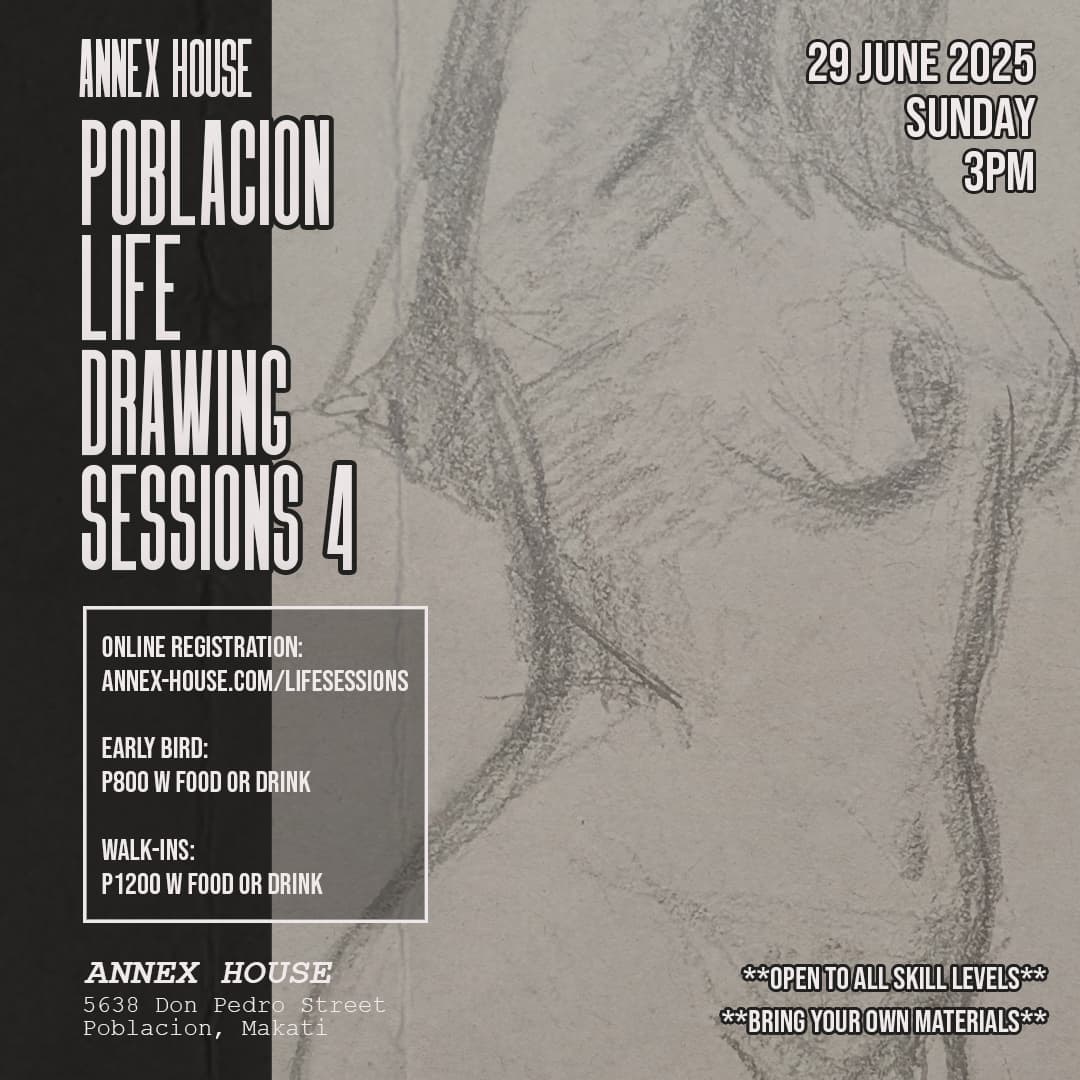 ANNEX HOUSE
POBLACION
LIFE
DRAWING
SESSIONS 4
29 JUNE 2025
SUNDAY
3PM
ONLINE REGISTRATION:
ANNEX-HOUSE.COM/LIFESESSIONS
EARLY BIRD:
P800 W FOOD OR DRINK
WALK-INS:
P1200 W FOOD OR DRINK
ANNEX HOUSE
5638 Don Pedro Street
Poblacion, Makati
**OPEN TO ALL SKILL LEVELS**
**BRING YOUR OWN MATERIALS**